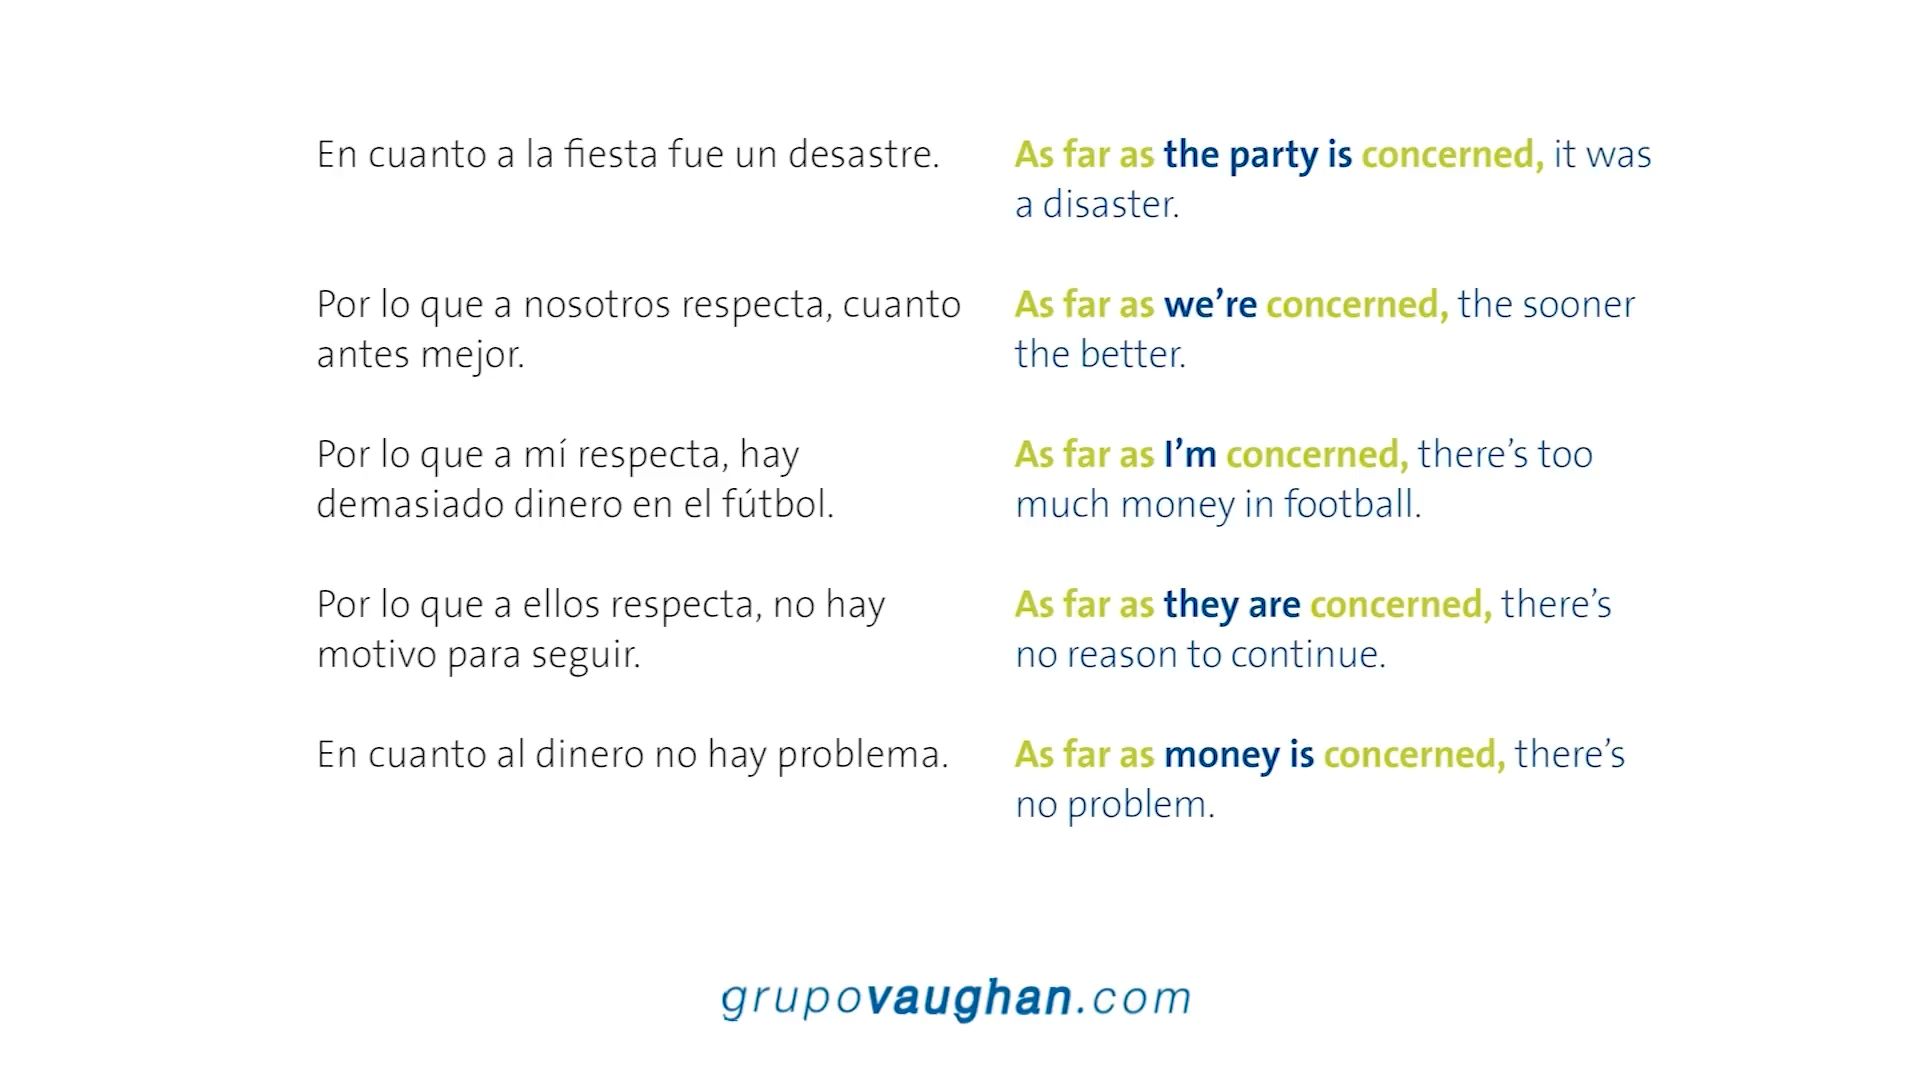 En cuanto a la fiesta fue un desastre.
As far as the party is concerned, it was
a disaster.
Por lo que a nosotros respecta, cuanto
antes mejor.
As far as we’re concerned, the sooner
the better.
Por lo que a mí respecta, hay
demasiado dinero en el fútbol.
As far as I’m concerned, there’s too
much money in football.
Por lo que a ellos respecta, no hay
motivo para seguir.
As far as they are concerned, there’s
no reason to continue.
En cuanto al dinero no hay problema.
As far as money is concerned, there’s
no problem.
grupovaughan.com